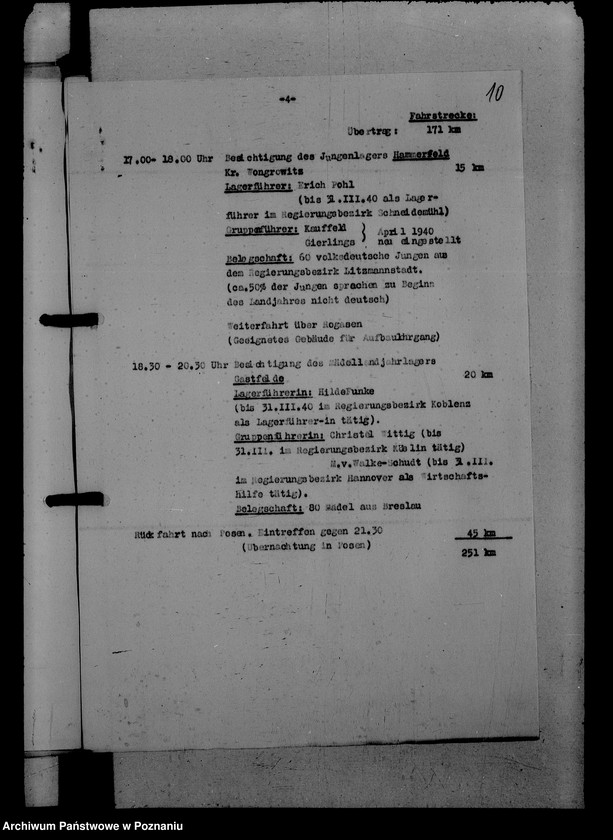 10
-4-
Fahrstrecke:
Übertrag: 171 km
17.00- 18.00 Uhr Besichtigung des Jungenlagers Hammerfeld
Kr. Wongrowitz 15 km
Lagerführer: Erich Pohl
(bis 31.III.40 als Lager-
führer im Regierungsbezirk Schneidemühl)
Gruppenführer: Kauffeld } April 1940
Gierlings } neu eingestellt
Belegschaft: 60 volksdeutsche Jungen aus
dem Regierungsbezirk Litzmannstadt.
(ca.50% der Jungen sprachen zu Beginn
des Landjahres nicht deutsch)
Weiterfahrt über Rogasen
(Geeignetes Gebäude für Aufbaulehrgang)
18.30 - 20.30 Uhr Besichtigung des Mädellandjahrlagers
Gastfelde 20 km
Lagerführerin: HildeFunke
(bis 31.III.40 im Regierungsbezirk Koblenz
als Lagerführer-in tätig).
Gruppenführerin: Christel Wittig (bis
31.III. im Regierungsbezirk Köslin tätig)
M.v.Walke-Schudt (bis 31.III.
im Regierungsbezirk Hannover als Wirtschafts-
hilfe tätig).
Belegschaft: 80 Mädel aus Breslau
Rückfahrt nach Posen. Eintreffen gegen 21.30 45 km
(Übernachtung in Posen) 251 km
Archiwum Państwowe w Poznaniu